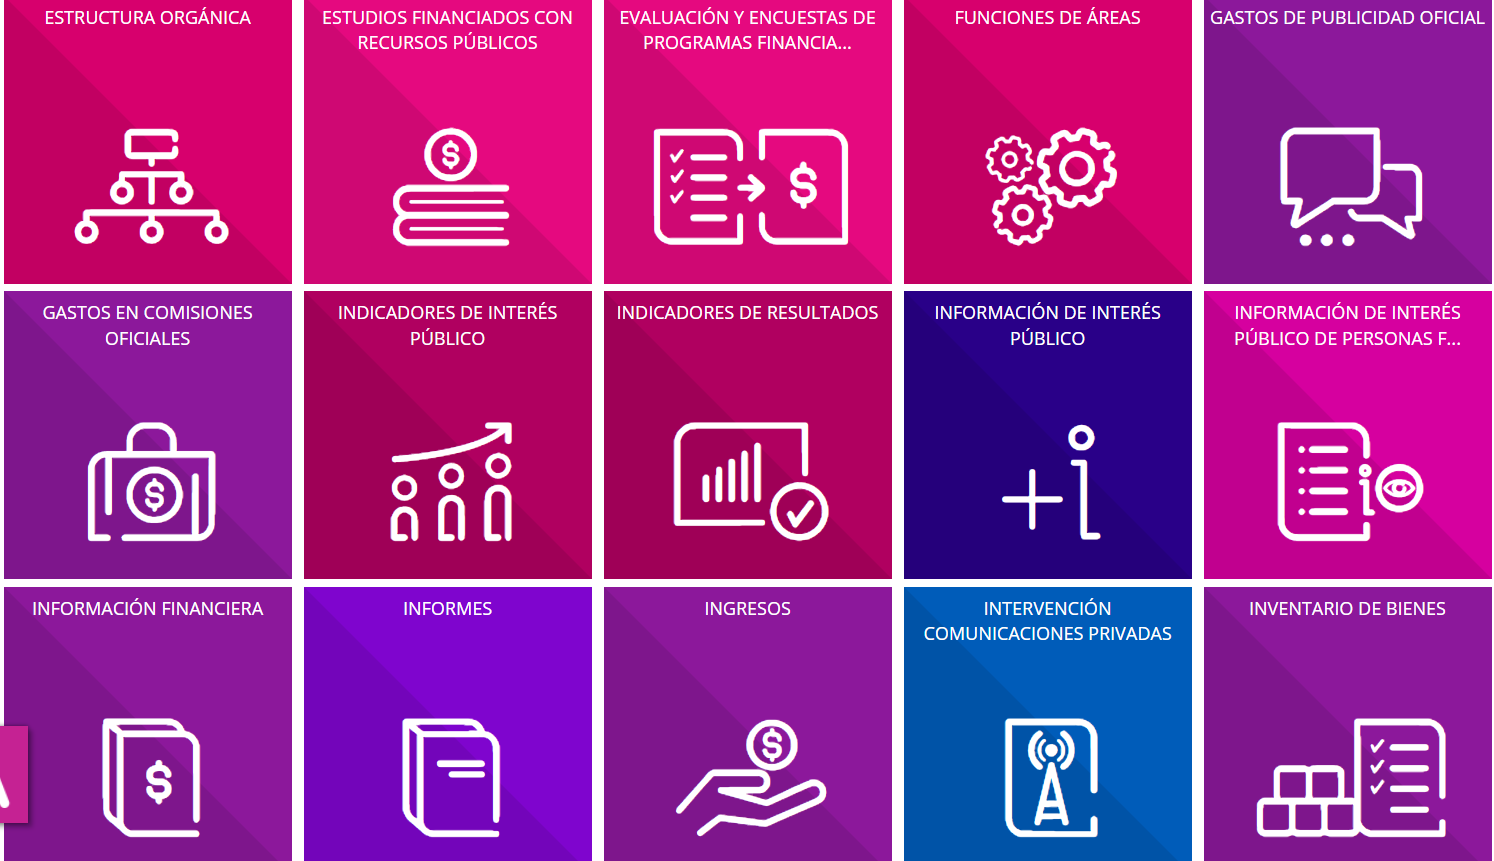 ESTRUCTURA ORGÁNICA
ESTUDIOS FINANCIADOS CON
RECURSOS PÚBLICOS
EVALUACIÓN Y ENCUESTAS DE
PROGRAMAS FINANCIA...
FUNCIONES DE ÁREAS
GASTOS DE PUBLICIDAD OFICIAL
GASTOS EN COMISIONES
OFICIALES
INDICADORES DE INTERÉS
PÚBLICO
INDICADORES DE RESULTADOS
INFORMACIÓN DE INTERÉS
PÚBLICO
INFORMACIÓN DE INTERÉS
PÚBLICO DE PERSONAS F...
INFORMACIÓN FINANCIERA
INFORMES
INGRESOS
INTERVENCIÓN
COMUNICACIONES PRIVADAS
INVENTARIO DE BIENES